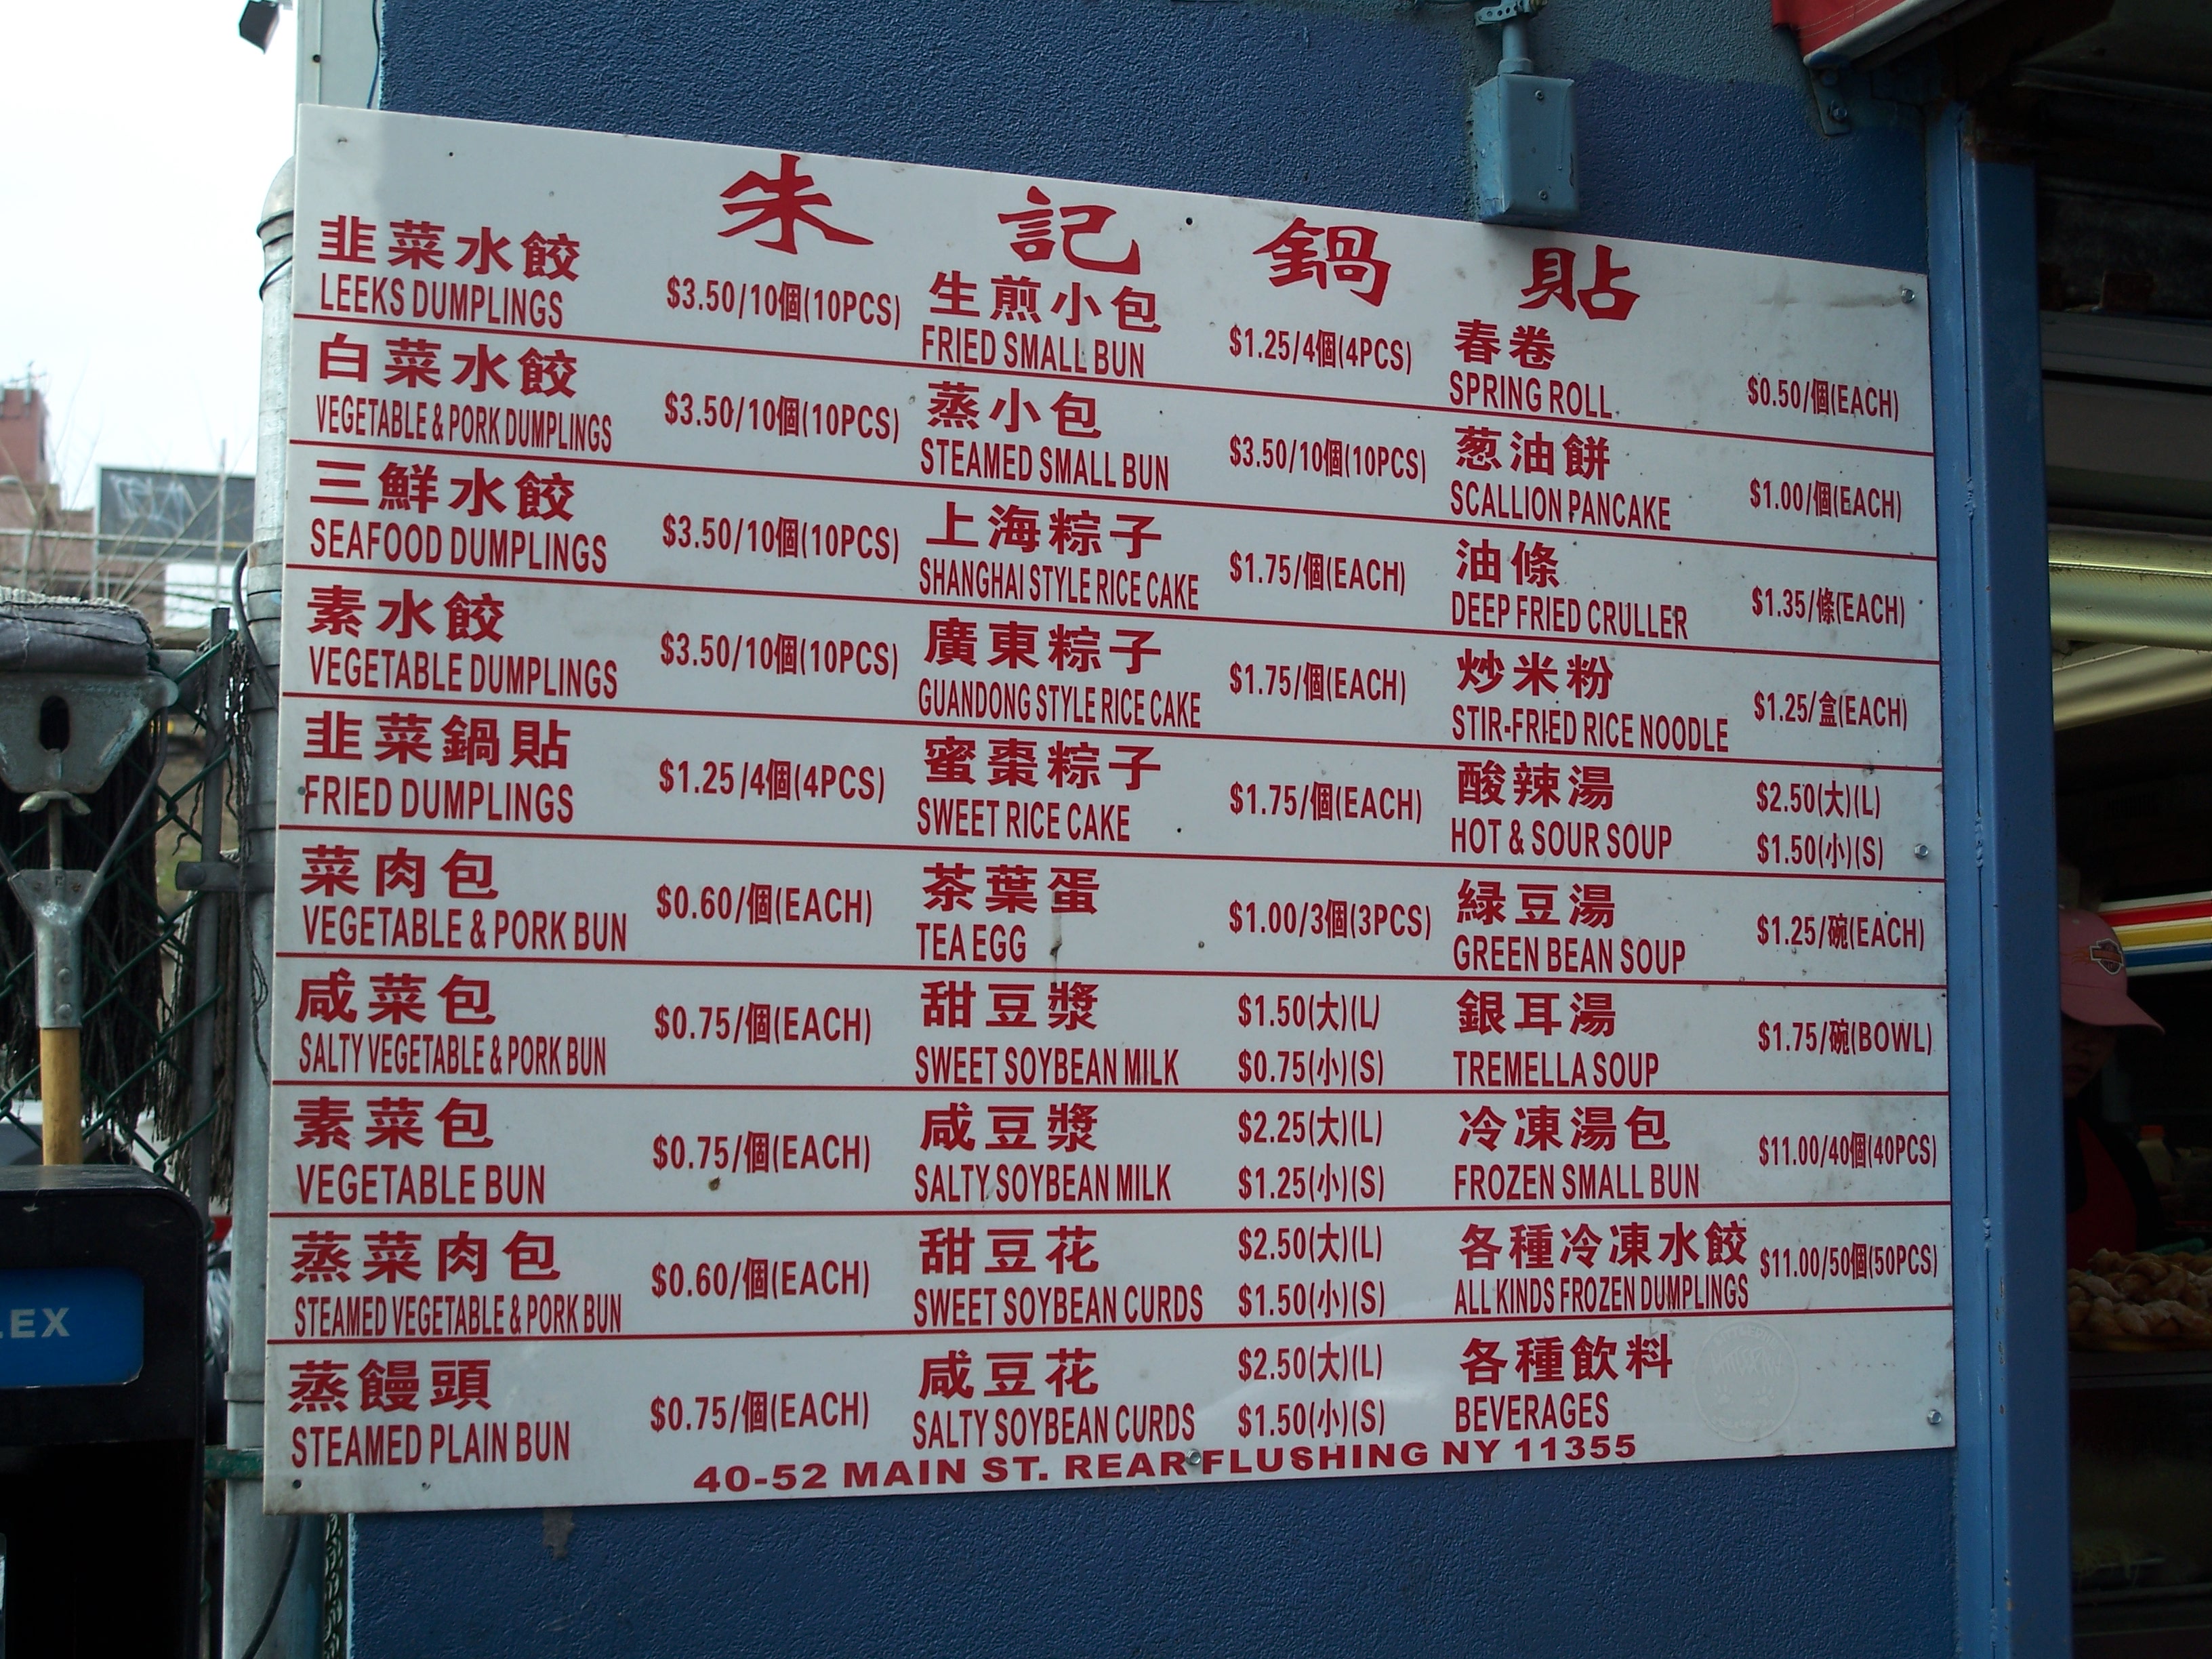 朱記鍋貼
韭菜水餃
LEEKS DUMPLINGS
$3.50/10個(10PCS)
白菜水餃
VEGETABLE & PORK DUMPLINGS
$3.50/10個(10PCS)
三鮮水餃
SEAFOOD DUMPLINGS
$3.50/10個(10PCS)
素水餃
VEGETABLE DUMPLINGS
$3.50/10個(10PCS)
韭菜鍋貼
FRIED DUMPLINGS
$1.25/4個(4PCS)
菜肉包
VEGETABLE & PORK BUN
$0.60/個(EACH)
咸菜包
SALTY VEGETABLE & PORK BUN
$0.75/個(EACH)
素菜包
VEGETABLE BUN
$0.75/個(EACH)
蒸菜肉包
STEAMED VEGETABLE & PORK BUN
$0.60/個(EACH)
蒸饅頭
STEAMED PLAIN BUN
$0.75/個(EACH)
生煎小包
FRIED SMALL BUN
$1.25/4個(4PCS)
蒸小包
STEAMED SMALL BUN
$3.50/10個(10PCS)
上海粽子
SHANGHAI STYLE RICE CAKE
$1.75/個(EACH)
廣東粽子
GUANDONG STYLE RICE CAKE
$1.75/個(EACH)
蜜棗粽子
SWEET RICE CAKE
$1.75/個(EACH)
茶葉蛋
TEA EGG
$1.00/3個(3PCS)
甜豆漿
SWEET SOYBEAN MILK
$1.50(大)(L)
$0.75(小)(S)
咸豆漿
SALTY SOYBEAN MILK
$2.25(大)(L)
$1.25(小)(S)
甜豆花
SWEET SOYBEAN CURDS
$2.50(大)(L)
$1.50(小)(S)
咸豆花
SALTY SOYBEAN CURDS
$2.50(大)(L)
$1.50(小)(S)
春卷
SPRING ROLL
$0.50/個(EACH)
葱油餅
SCALLION PANCAKE
$1.00/個(EACH)
油條
DEEP FRIED CRULLER
$1.35/條(EACH)
炒米粉
STIR-FRIED RICE NOODLE
$1.25/盒(EACH)
酸辣湯
HOT & SOUR SOUP
$2.50(大)(L)
$1.50(小)(S)
緑豆湯
GREEN BEAN SOUP
$1.25/碗(EACH)
銀耳湯
TREMELLA SOUP
$1.75/碗(BOWL)
冷凍湯包
FROZEN SMALL BUN
$11.00/40個(40PCS)
各種冷凍水餃
ALL KINDS FROZEN DUMPLINGS
$11.00/50個(50PCS)
各種飲料
BEVERAGES
40-52 MAIN ST. REAR FLUSHING NY 11355
LEX